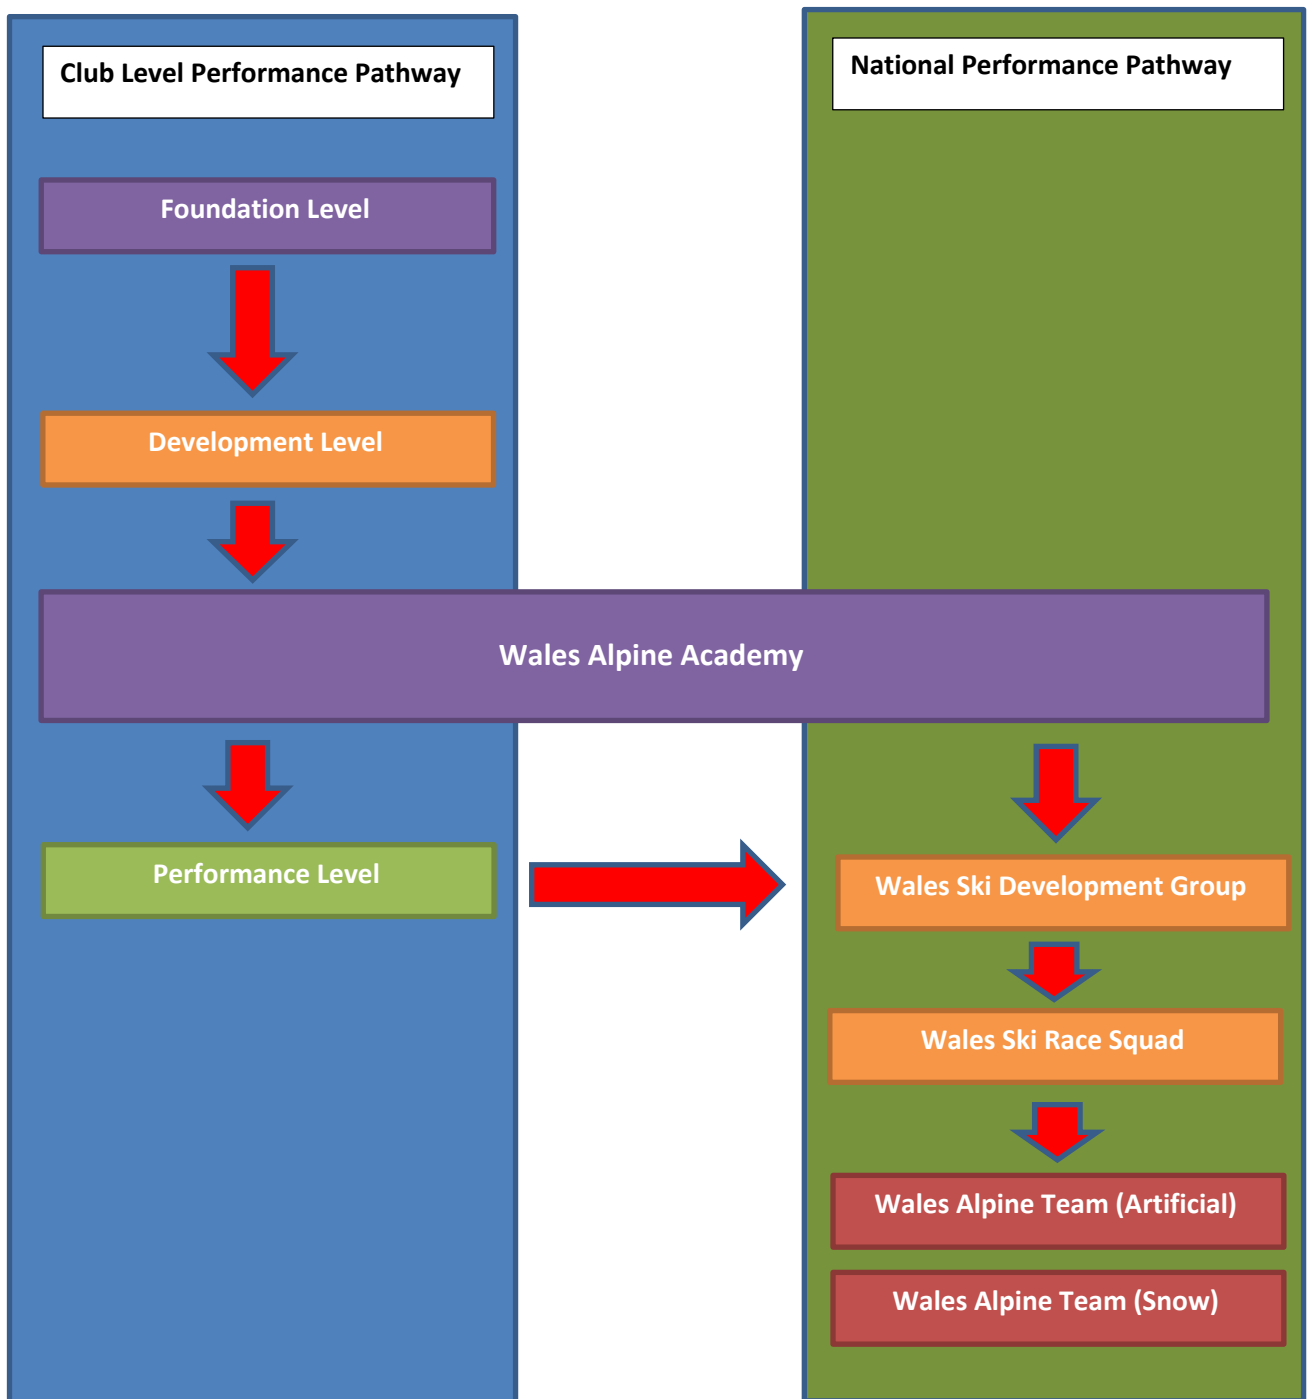 Club Level Performance Pathway
National Performance Pathway
Foundation Level
Development Level
Wales Alpine Academy
Performance Level
Wales Ski Development Group
Wales Ski Race Squad
Wales Alpine Team (Artificial)
Wales Alpine Team (Snow)